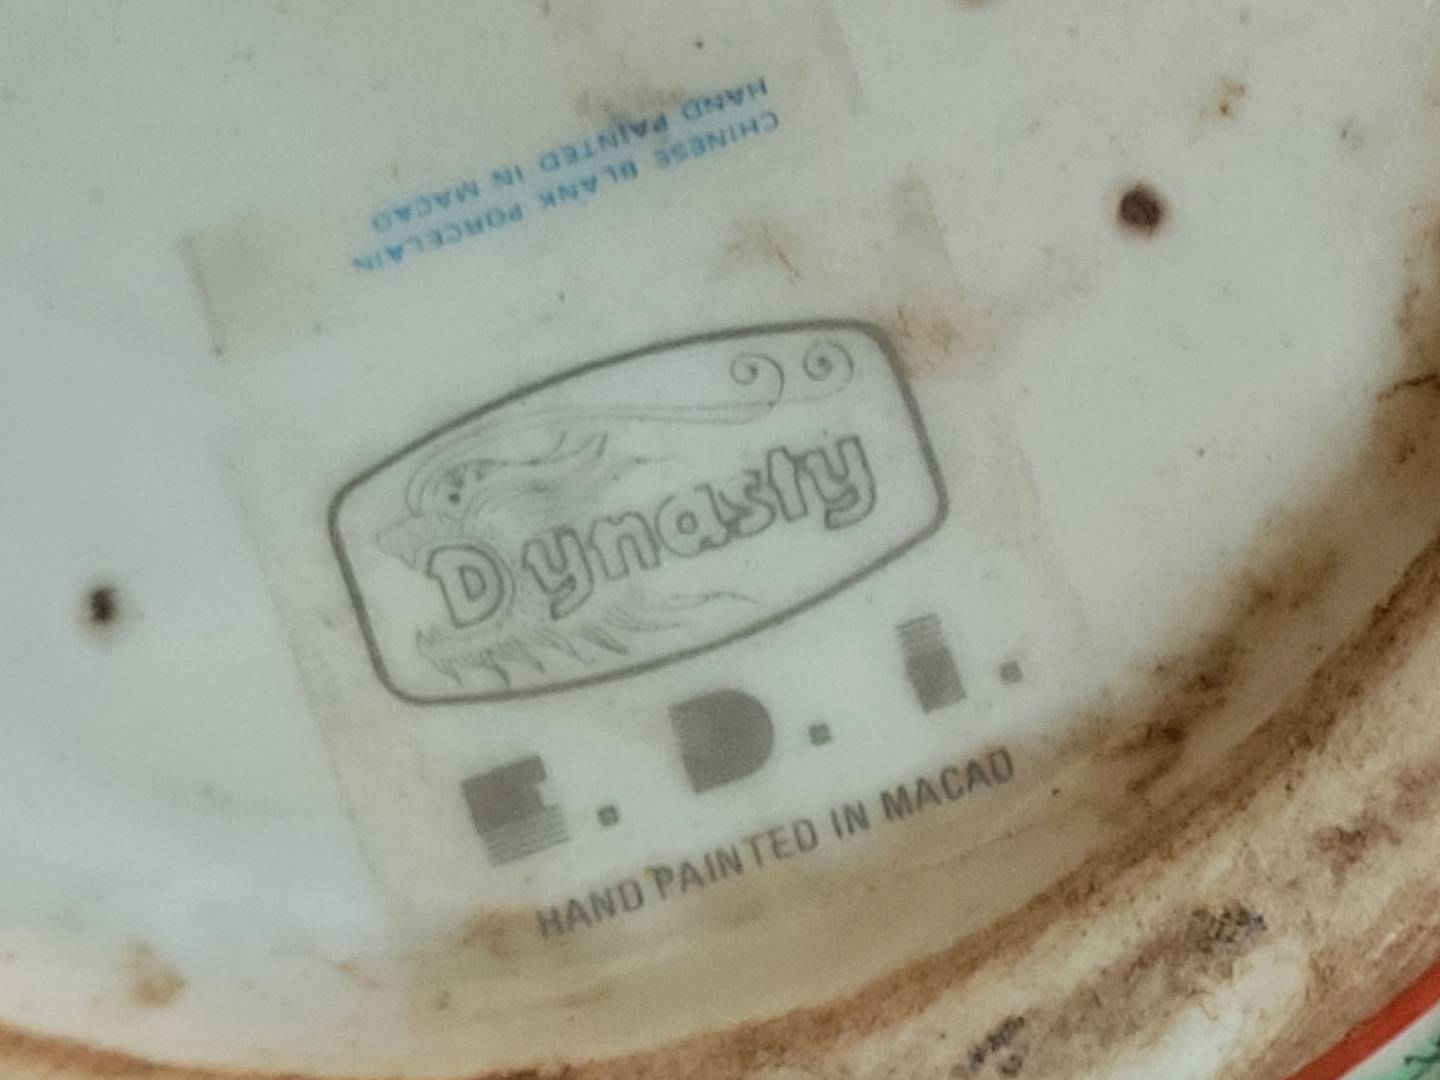 HAND PAINTED IN MACAO
CHINESE BLANK PORCELAIN
Dynasty
E.D.I.
HAND PAINTED IN MACAO